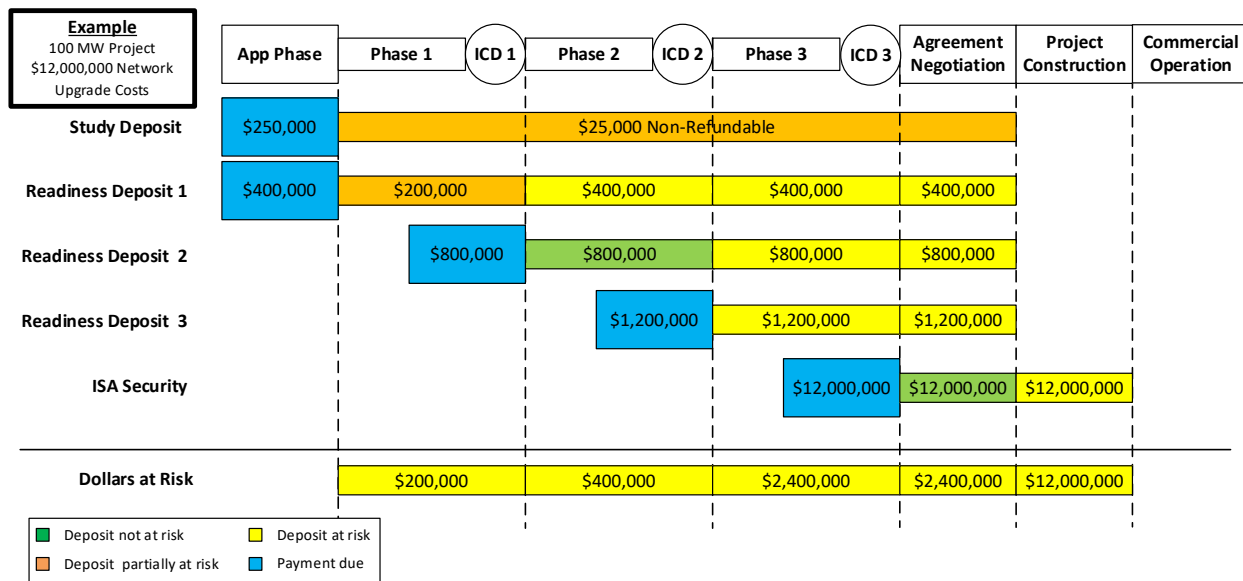 Example
100 MW Project
$12,000,000 Network
Upgrade Costs
App Phase
Phase 1
ICD 1
Phase 2
ICD 2
Phase 3
ICD 3
Agreement
Negotiation
Project
Construction
Commercial
Operation
Study Deposit
$250,000
$25,000 Non-Refundable
Readiness Deposit 1
$400,000
$200,000
$400,000
$400,000
$400,000
Readiness Deposit 2
$800,000
$800,000
$800,000
$800,000
Readiness Deposit 3
$1,200,000
$1,200,000
$1,200,000
ISA Security
$12,000,000
$12,000,000
$12,000,000
Dollars at Risk
$200,000
$400,000
$2,400,000
$2,400,000
$12,000,000
Deposit not at risk
Deposit at risk
Deposit partially at risk
Payment due